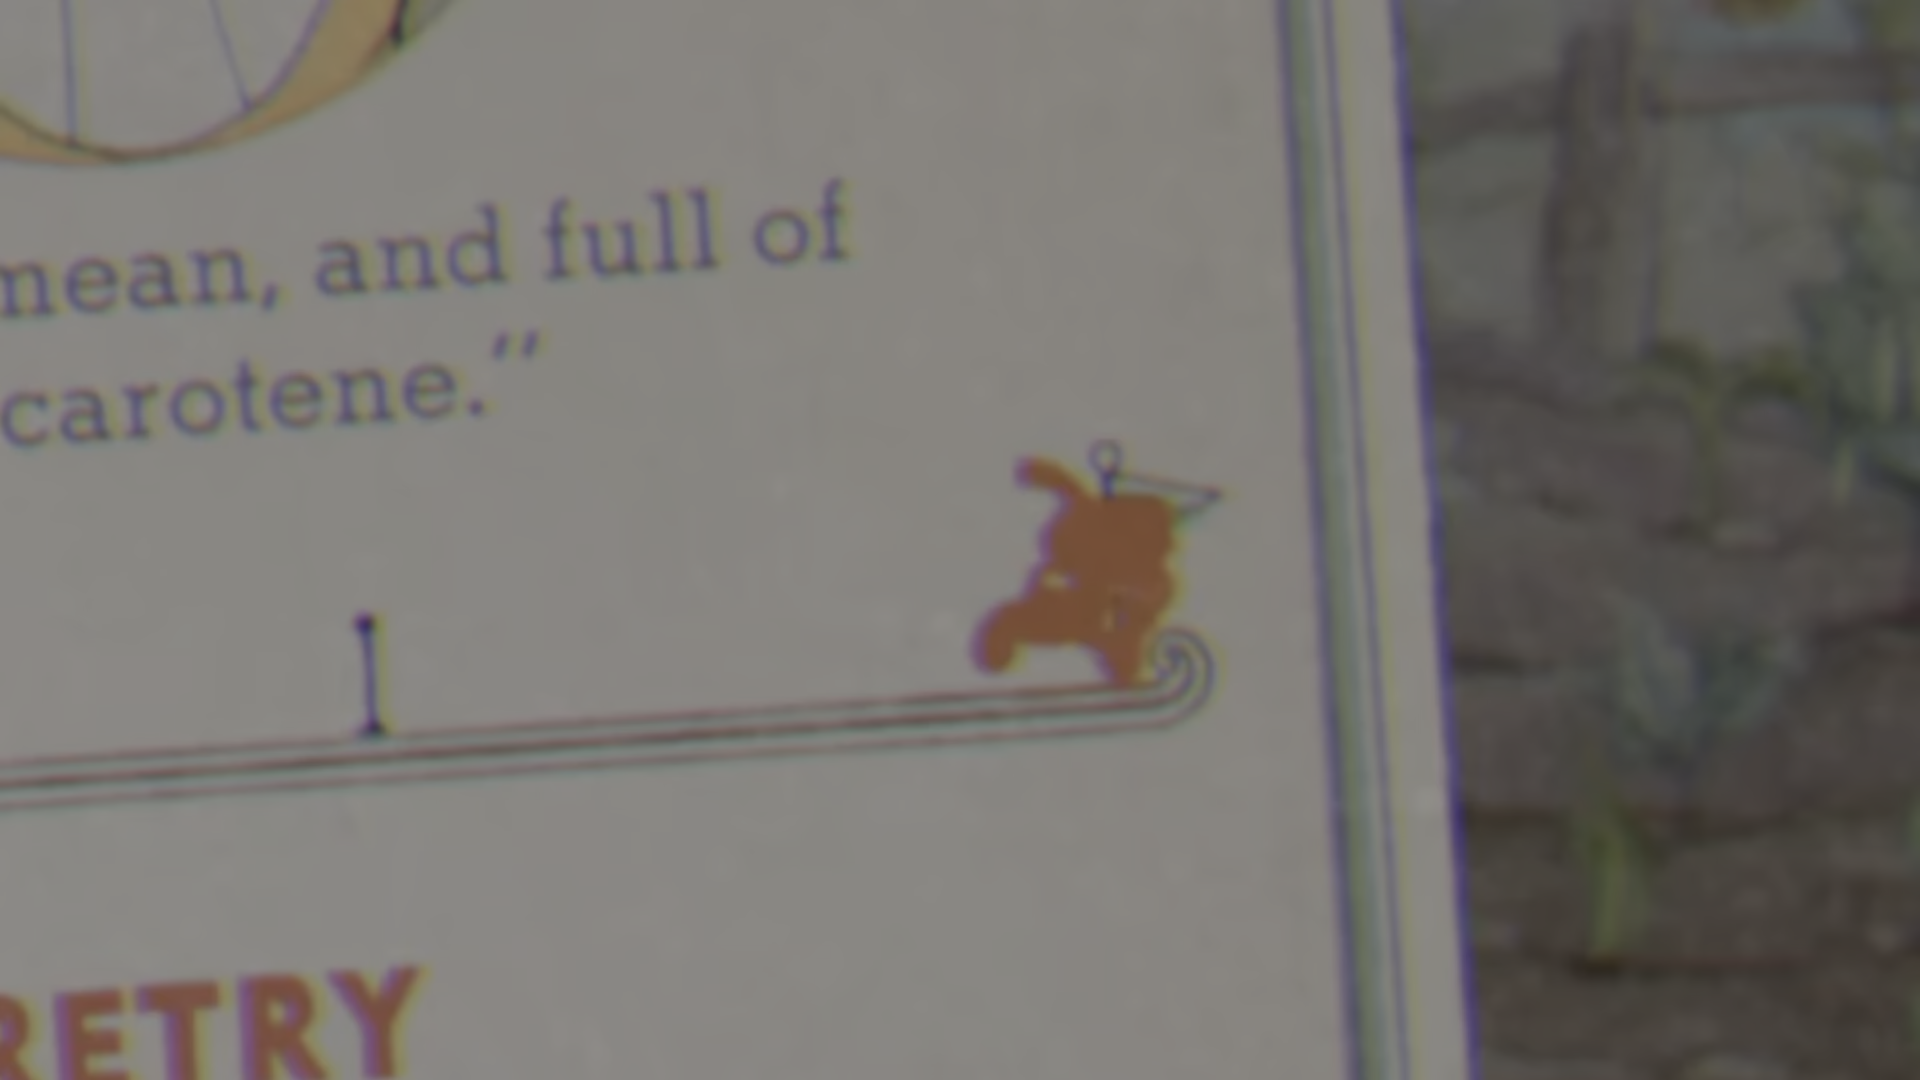 mean, and full of
carotene."
RETRY